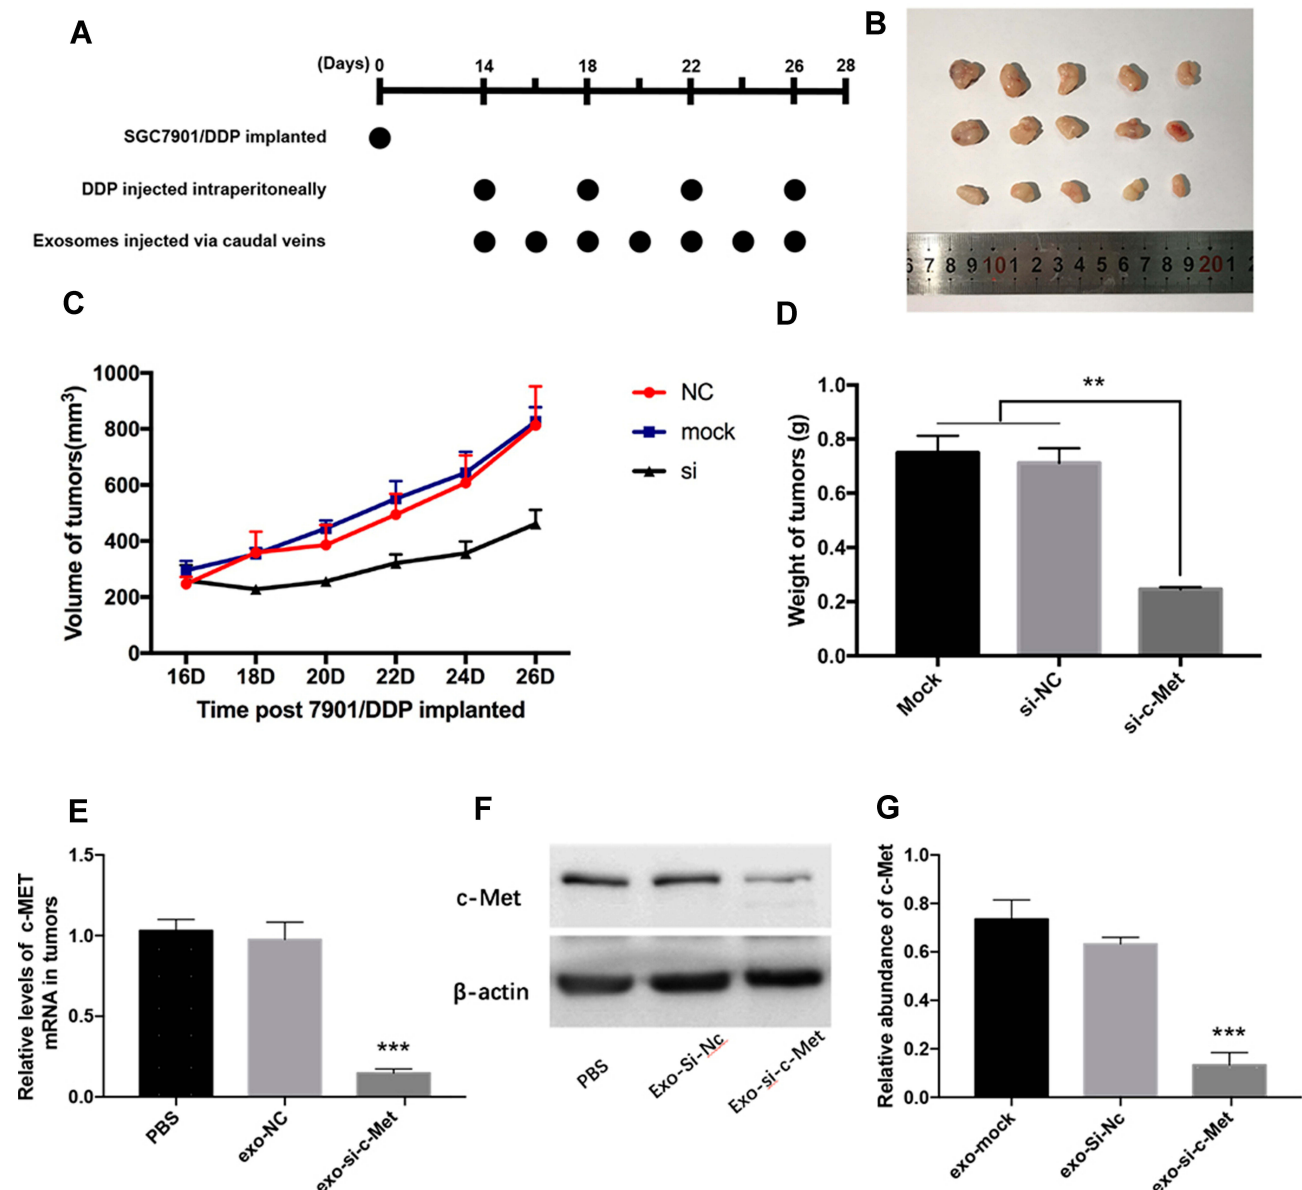 A
(Days) 0 14 18 22 26 28
SGC7901/DDP implanted
DDP injected intraperitoneally
Exosomes injected via caudal veins
B
6 7 8 9 10 1 2 3 4 5 6 7 8 9 20 1 2
C
Volume of tumors(mm³)
1000
800
600
400
200
0
16D 18D 20D 22D 24D 26D
Time post 7901/DDP implanted
NC
mock
si
D
Weight of tumors (g)
1.0
0.8
0.6
0.4
0.2
0.0
**
Mock
si-NC
si-c-Met
E
Relative levels of c-MET
mRNA in tumors
1.5
1.0
0.5
0.0
***
PBS
exo-NC
exo-si-c-Met
F
c-Met
β-actin
PBS
Exo-Si-Nc
Exo-si-c-Met
G
Relative abundance of c-Met
1.0
0.8
0.6
0.4
0.2
0.0
***
exo-mock
exo-Si-Nc
exo-si-c-Met